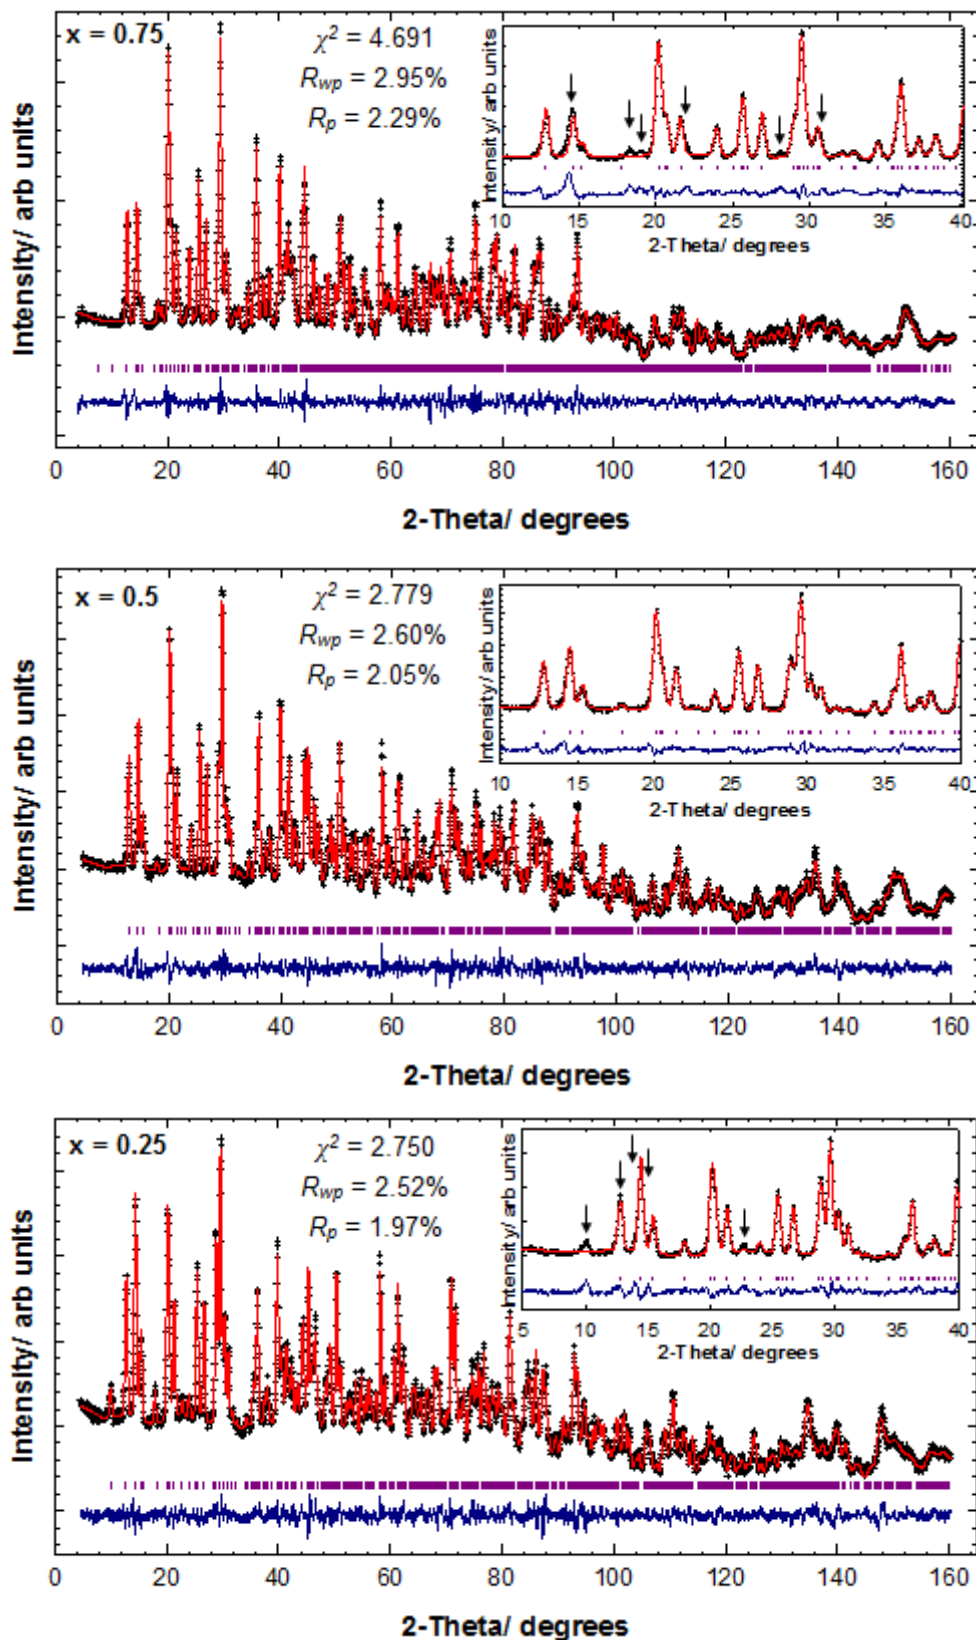 x = 0.75
χ² = 4.691
Rwp = 2.95%
Rp = 2.29%
Intensity/ arb units
10 15 20 25 30 35 40
2-Theta/ degrees
Intensity/ arb units
0 20 40 60 80 100 120 140 160
2-Theta/ degrees
x = 0.5
χ² = 2.779
Rwp = 2.60%
Rp = 2.05%
Intensity/ arb units
10 15 20 25 30 35 40
2-Theta/ degrees
Intensity/ arb units
0 20 40 60 80 100 120 140 160
2-Theta/ degrees
x = 0.25
χ² = 2.750
Rwp = 2.52%
Rp = 1.97%
Intensity/ arb units
5 10 15 20 25 30 35 40
2-Theta/ degrees
Intensity/ arb units
0 20 40 60 80 100 120 140 160
2-Theta/ degrees